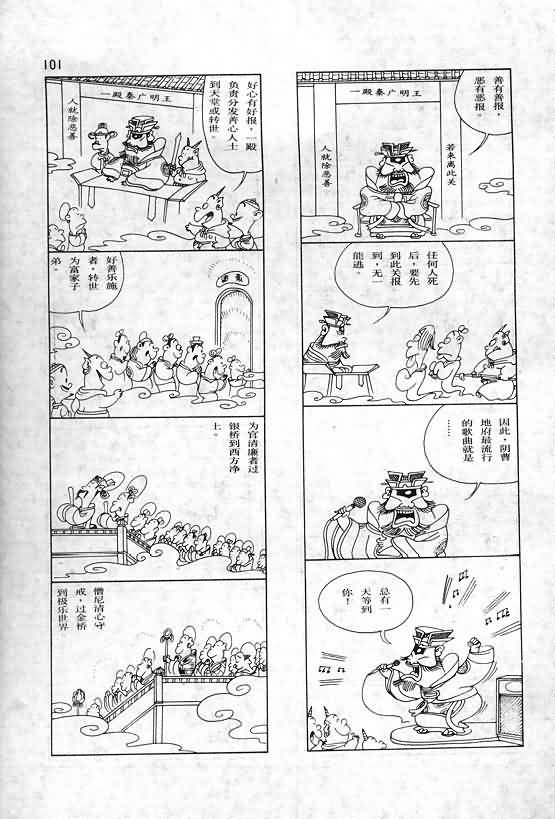 101
一殿秦广明王
善有善报，
恶有恶报。
若来离此关
人就除恶善
任何人死
后，要先
到此关报
到，无一
能逃。
因此，阴曹
地府最流行
的歌曲就是
……
总有一
天等到
你！
一殿秦广明王
好心有好报，一殿
负责分发善心人士
到天堂或转世。
人就除恶善
好善乐施
者，转世
为富家子
弟。
为官清廉者过
银桥到西方净
土。
僧尼清心守
戒，过金桥
到极乐世界